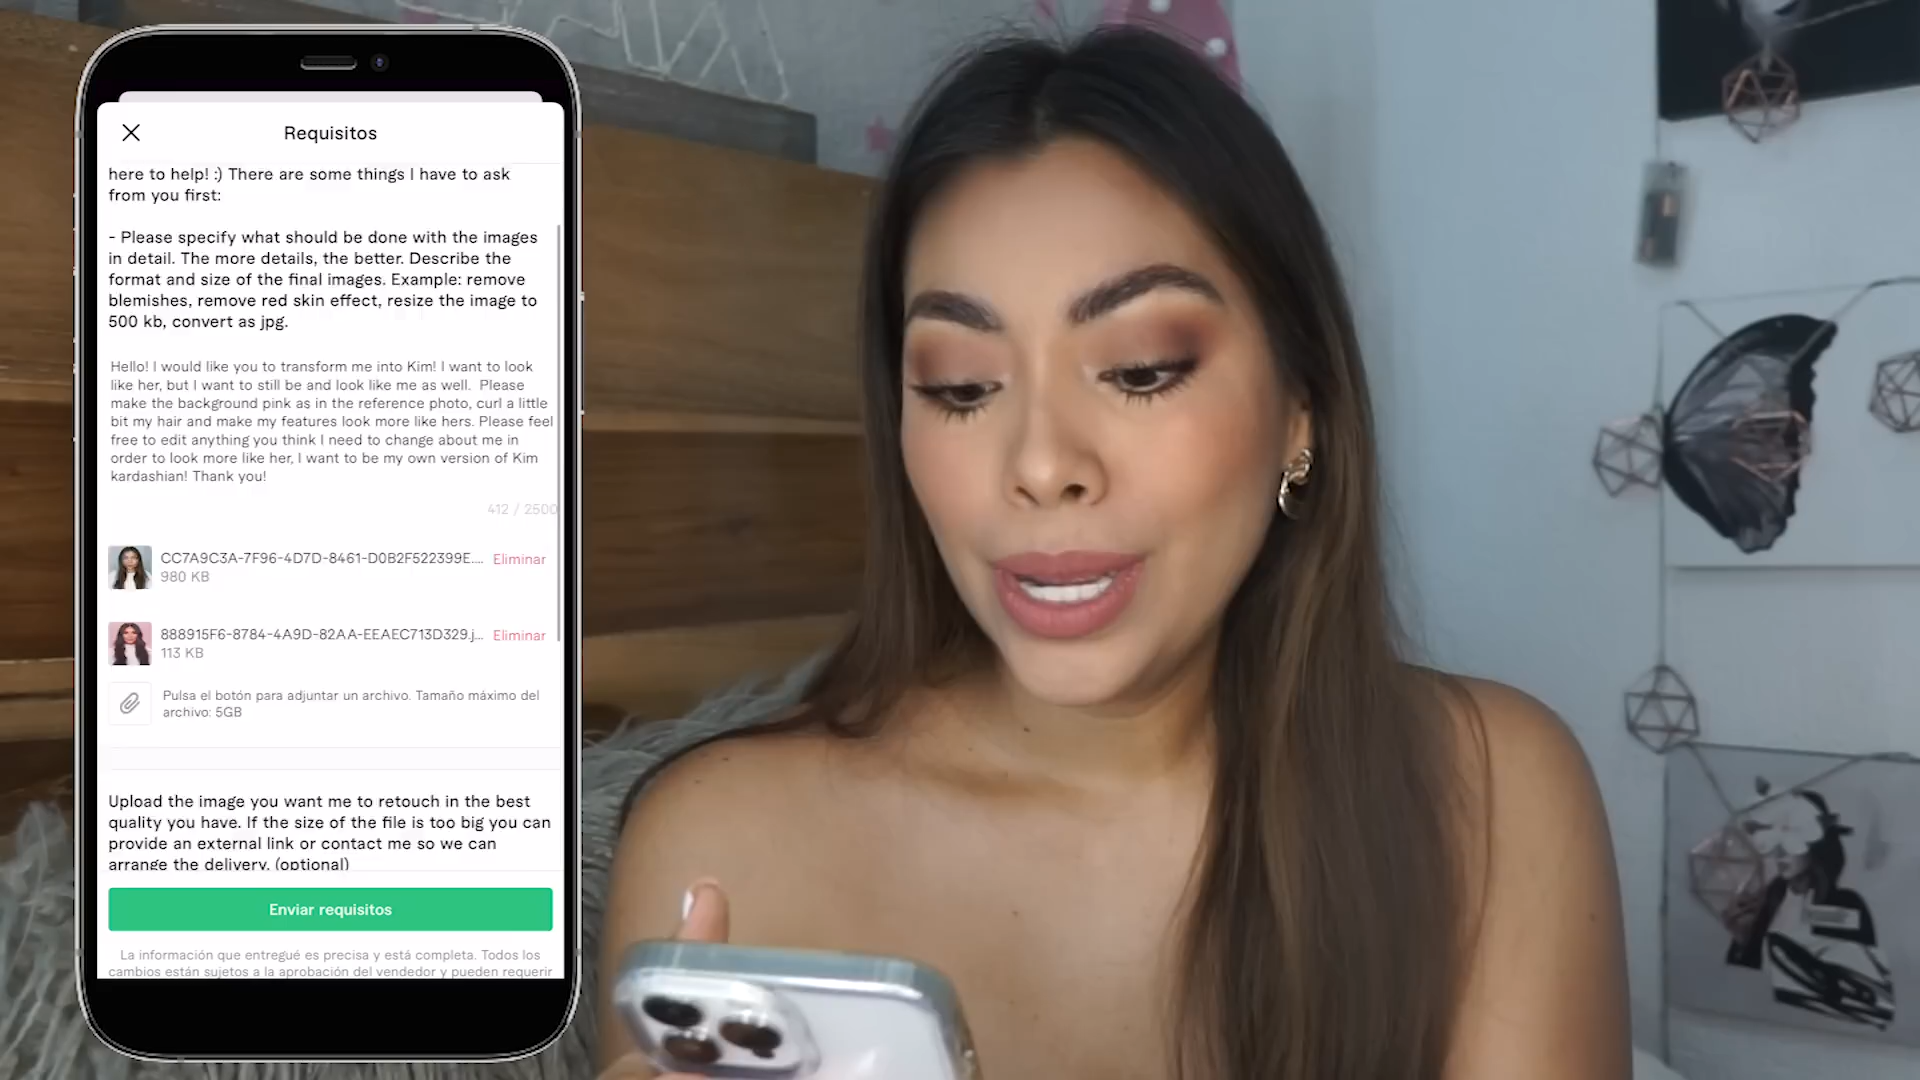 Requisitos
here to help! :) There are some things I have to ask
from you first:
- Please specify what should be done with the images
in detail. The more details, the better. Describe the
format and size of the final images. Example: remove
blemishes, remove red skin effect, resize the image to
500 kb, convert as jpg.
Hello! I would like you to transform me into Kim! I want to look
like her, but I want to still be and look like me as well. Please
make the background pink as in the reference photo, curl a little
bit my hair and make my features look more like hers. Please feel
free to edit anything you think I need to change about me in
order to look more like her, I want to be my own version of Kim
kardashian! Thank you!
412 / 2500
CC7A9C3A-7F96-4D7D-8461-D0B2F522399E.... Eliminar
980 KB
888915F6-8784-4A9D-82AA-EEAEC713D329.j... Eliminar
113 KB
Pulsa el botón para adjuntar un archivo. Tamaño máximo del
archivo: 5GB
Upload the image you want me to retouch in the best
quality you have. If the size of the file is too big you can
provide an external link or contact me so we can
arrange the delivery. (optional)
Enviar requisitos
La información que entregué es precisa y está completa. Todos los
cambios están sujetos a la aprobación del vendedor y pueden requerir